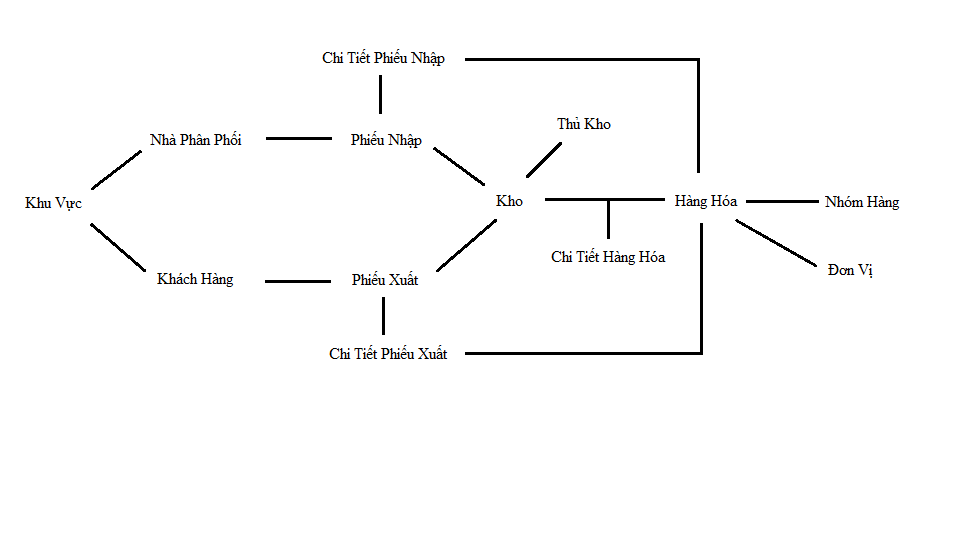 Chi Tiết Phiếu Nhập
Thủ Kho
Nhà Phân Phối
Phiếu Nhập
Khu Vực
Kho
Hàng Hóa
Nhóm Hàng
Chi Tiết Hàng Hóa
Đơn Vị
Khách Hàng
Phiếu Xuất
Chi Tiết Phiếu Xuất